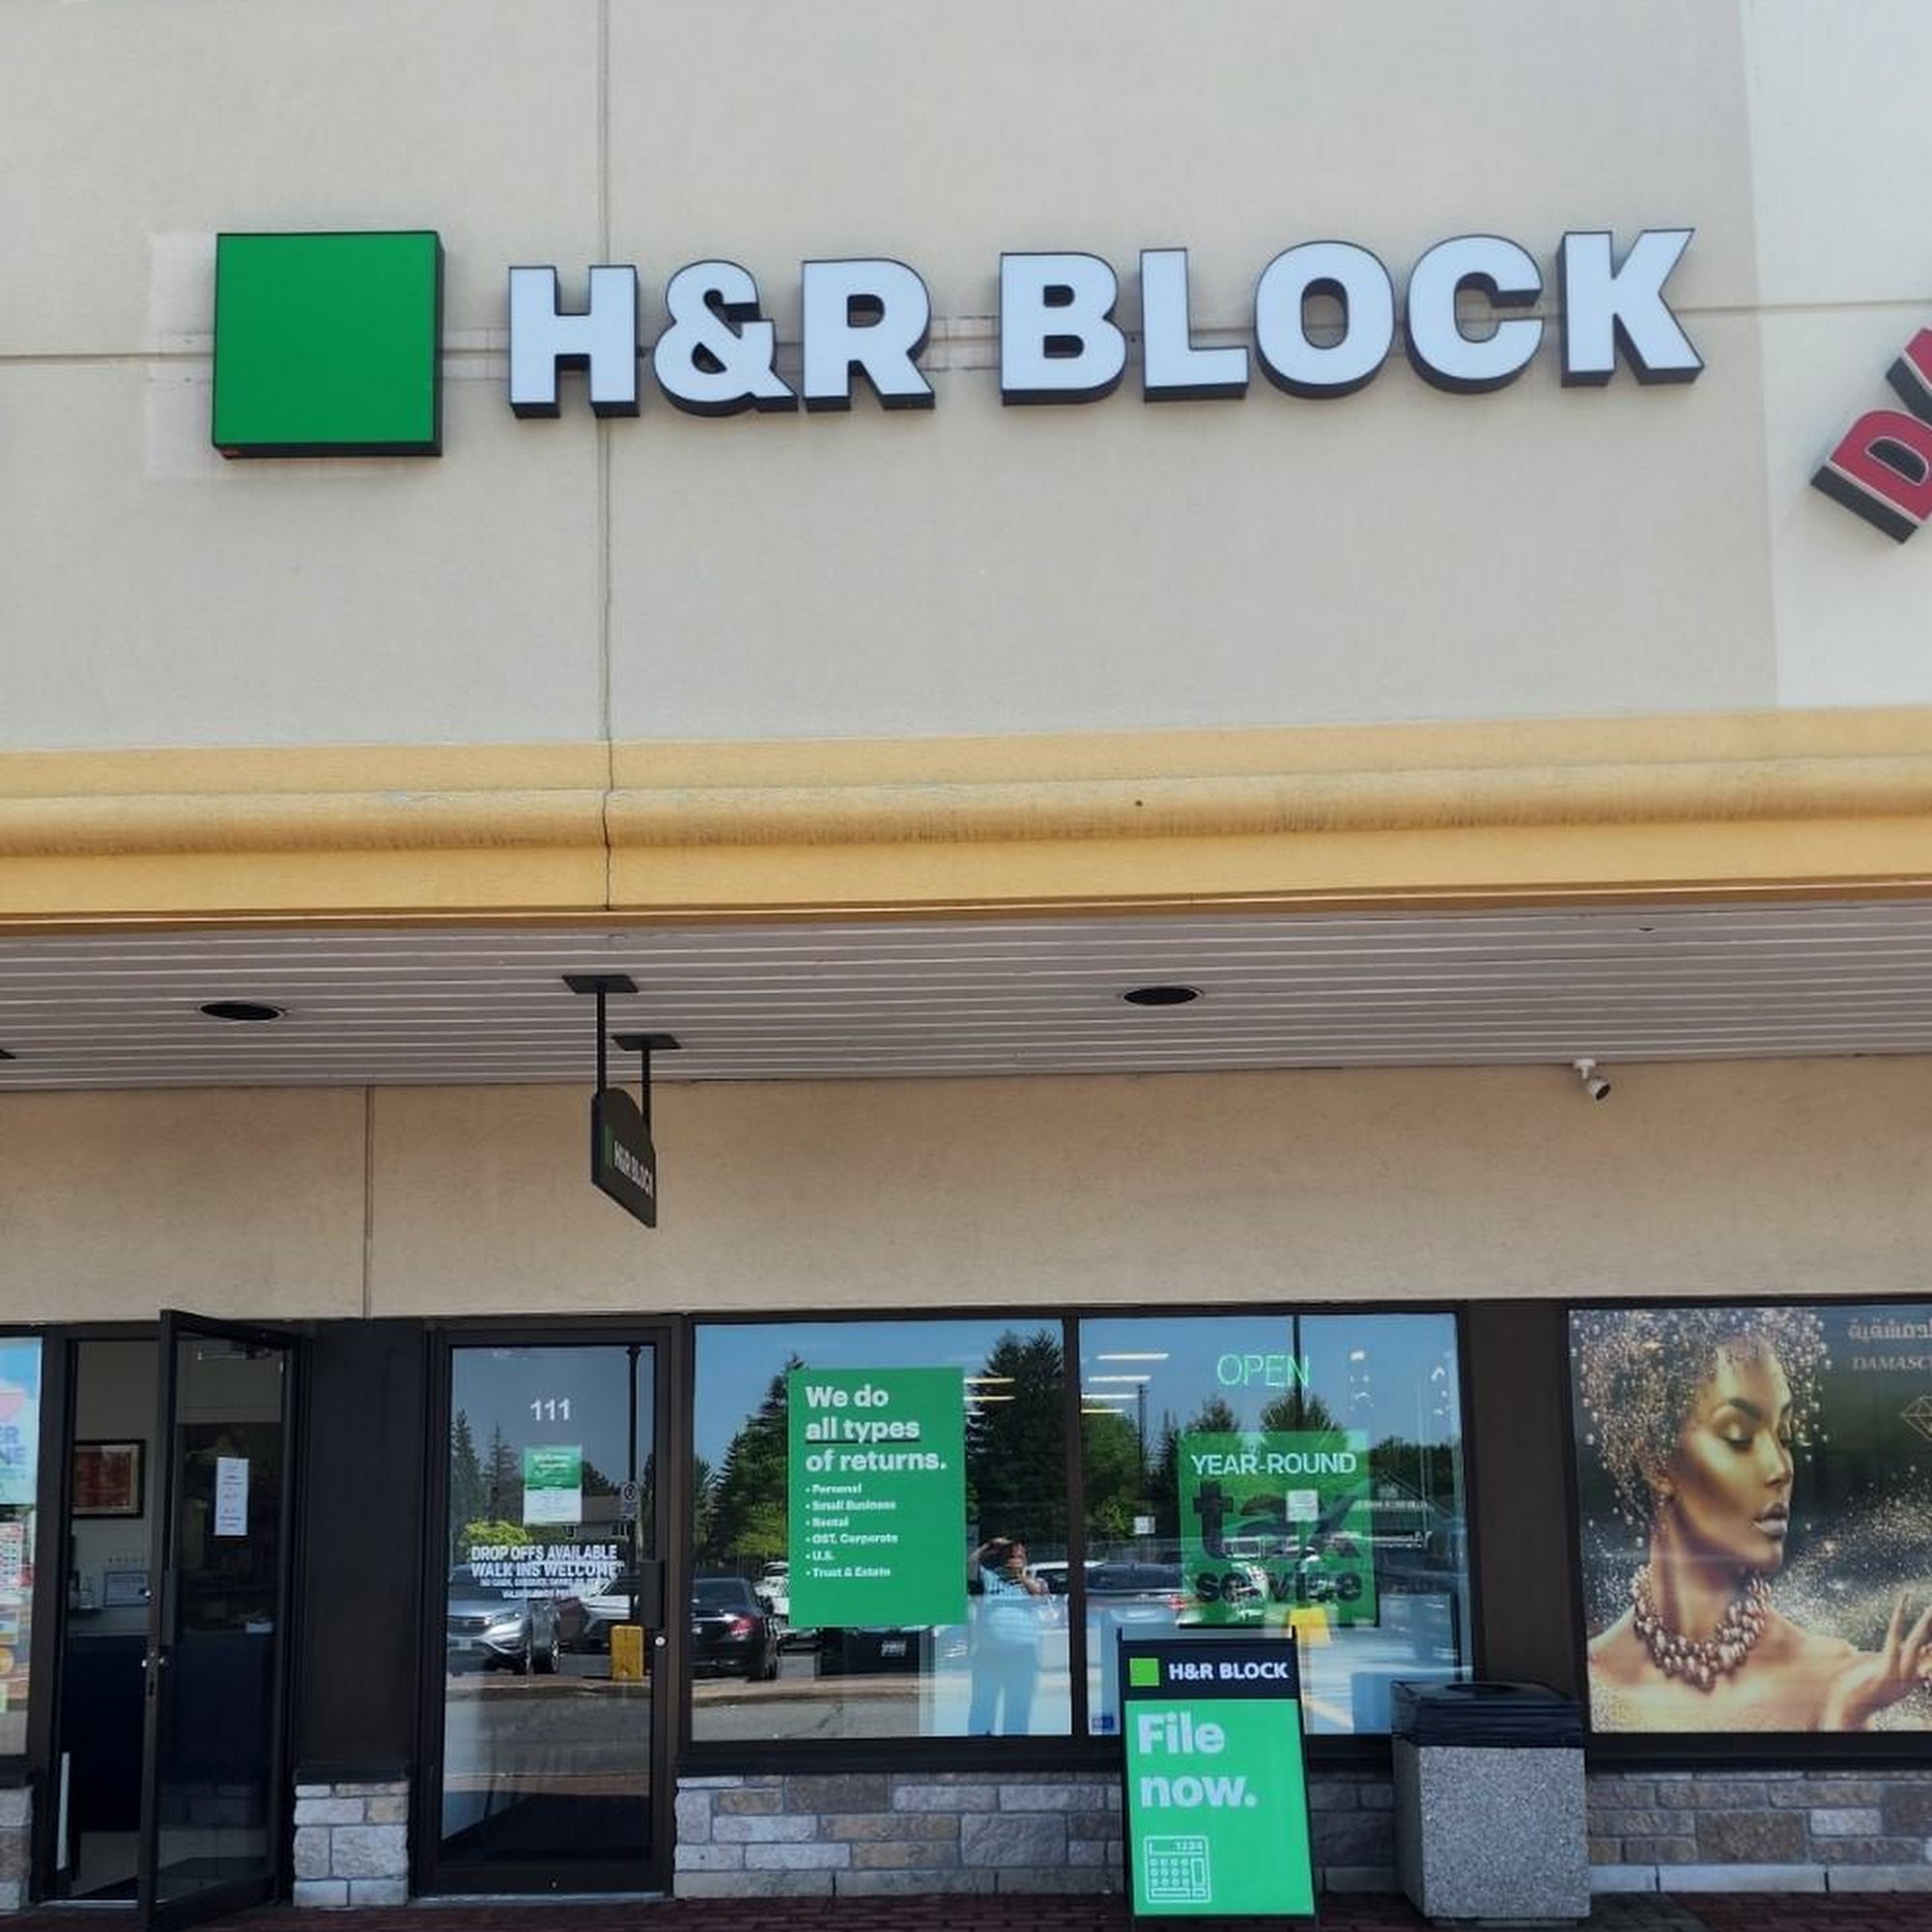 H&R BLOCK
H&R BLOCK
111
DROP OFFS AVAILABLE
WALK INS WELCOME
We do
all types
of returns.
• Personal
• Small Business
• Rental
• GST, Corporate
• U.S.
• Trust & Estate
OPEN
YEAR-ROUND
tax
service
H&R BLOCK
File
now.
1234